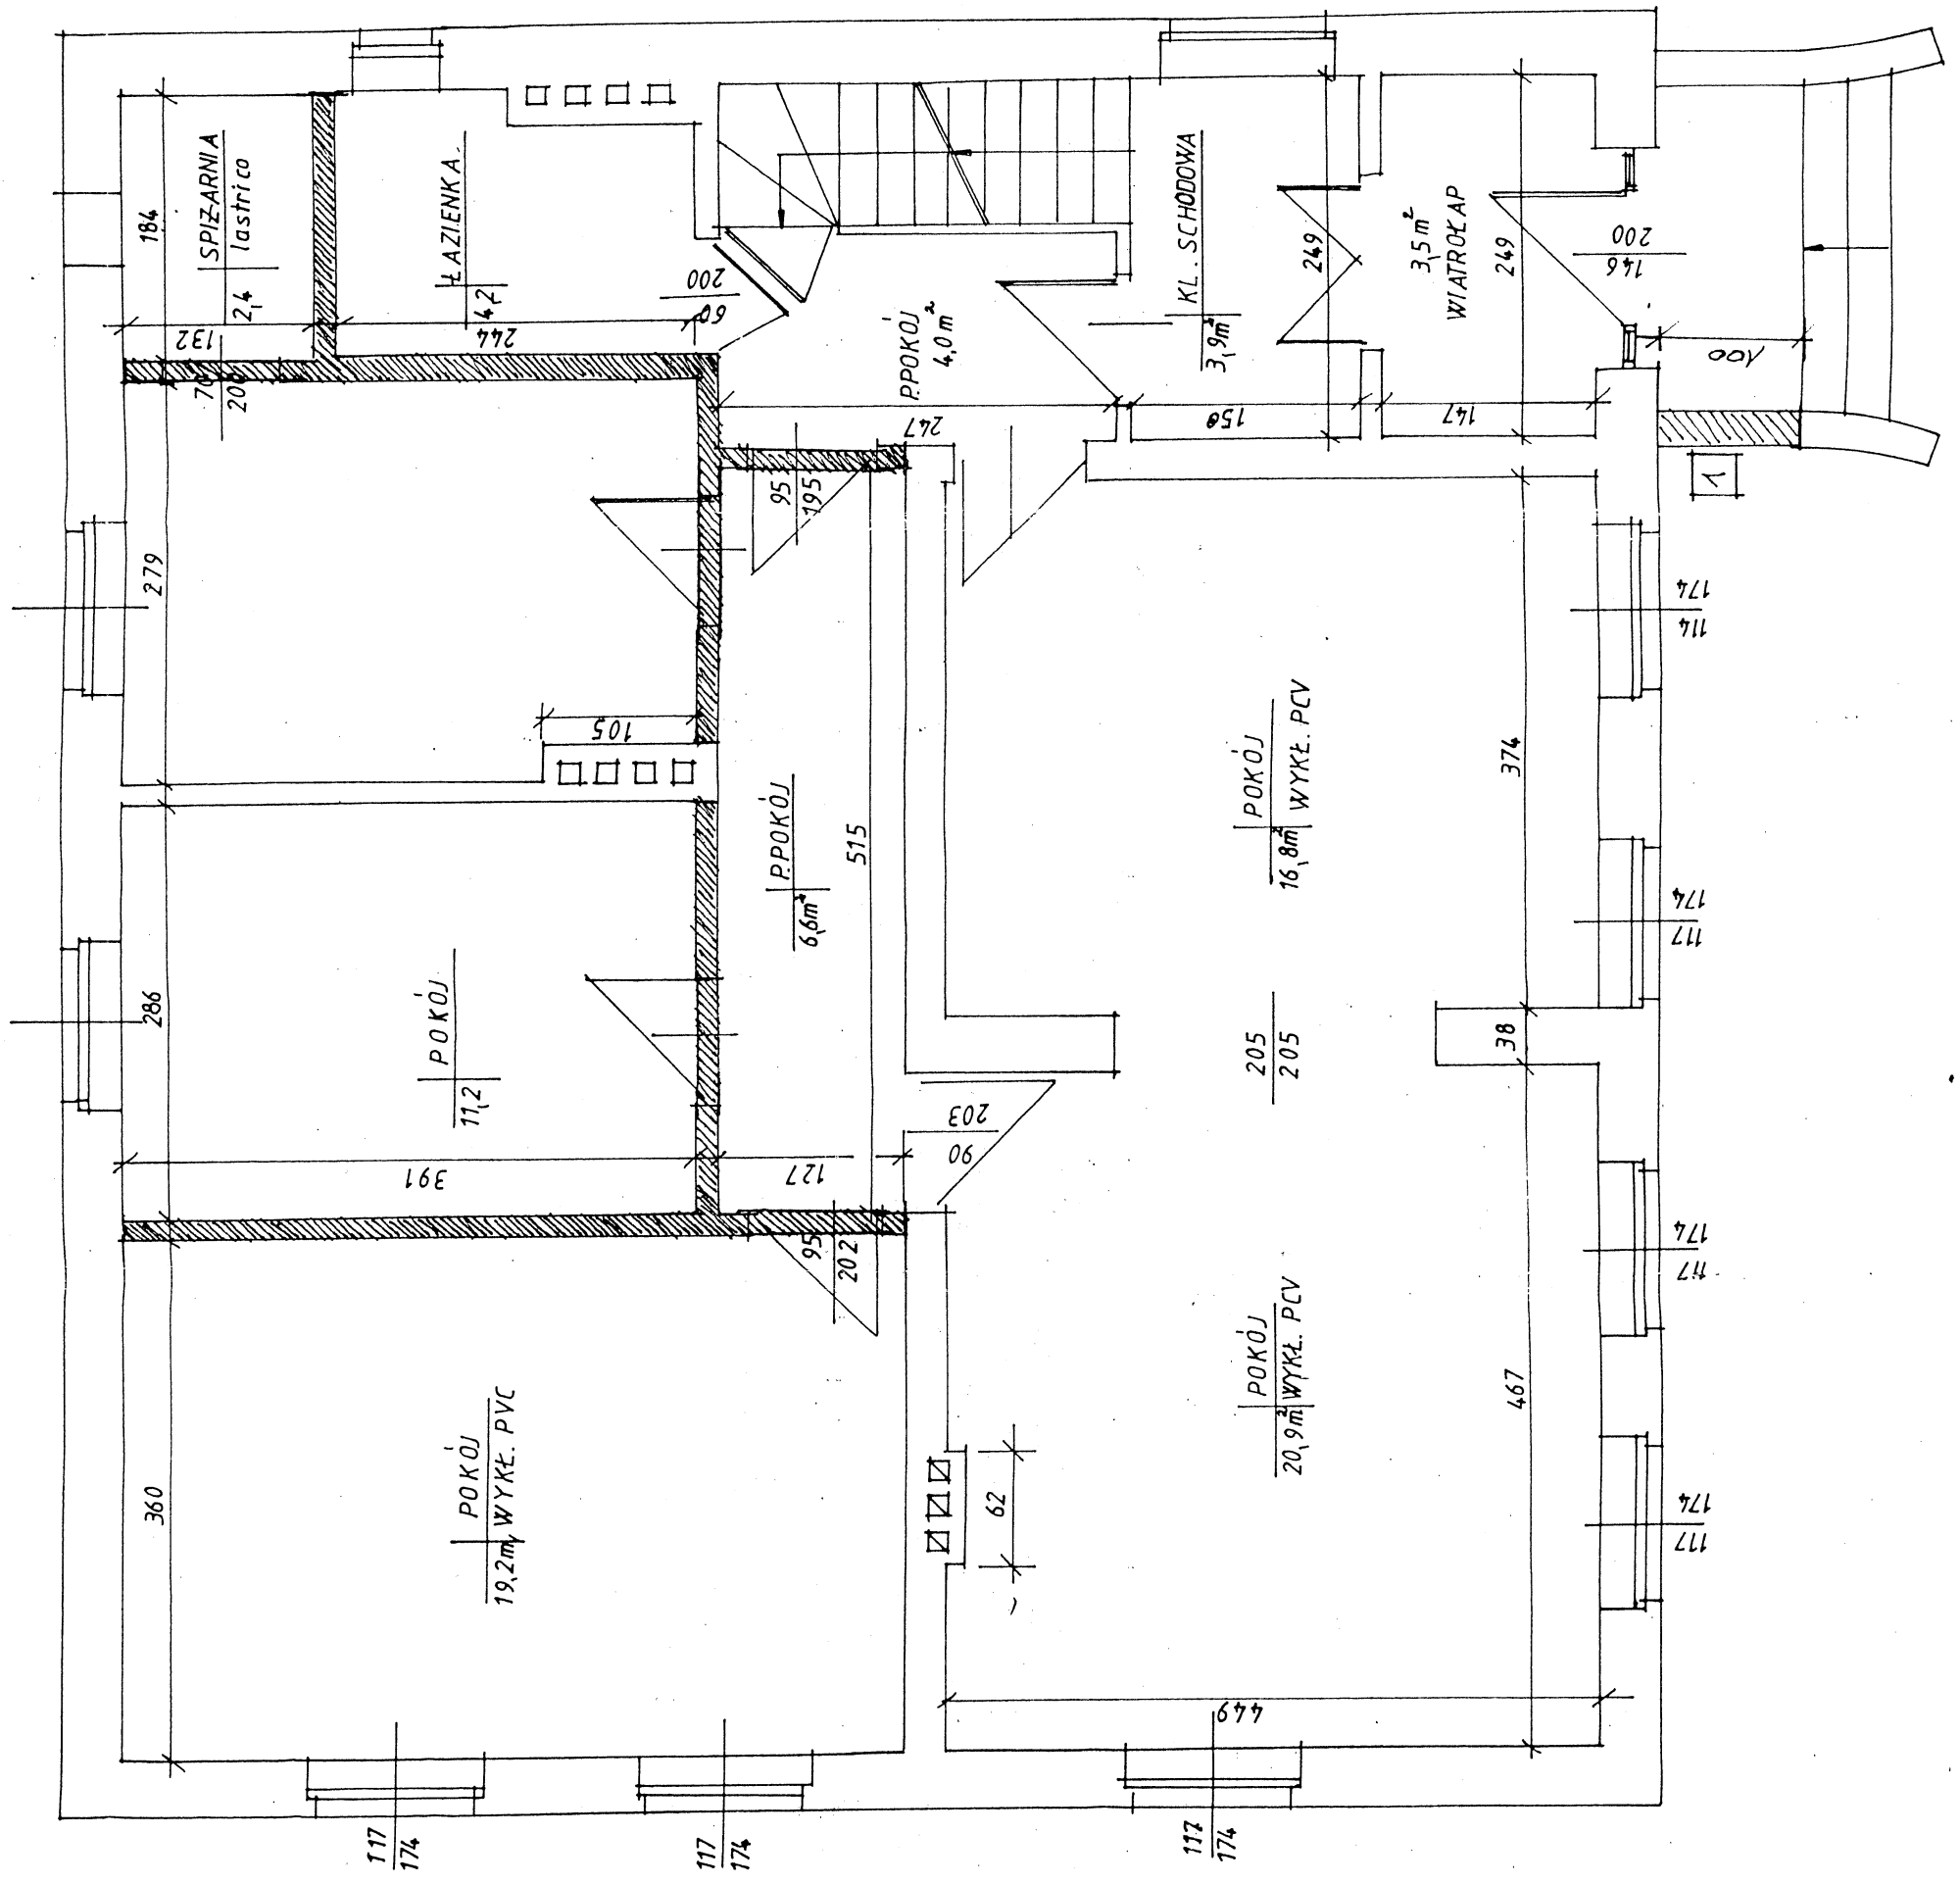 SPIŻARNIA
lastrico
2,4
184
132
70
200
ŁAZIENKA
4,2
244
200
60
P.POKÓJ
4,0m²
247
KL. SCHODOWA
3,9m²
249
150
3,5m²
WIATROŁAP
249
147
200
146
100
1
279
105
95
195
POKÓJ
11,2
286
391
P.POKÓJ
6,6m²
515
127
203
90
95
202
POKÓJ
WYKŁ. PCV
16,8m²
374
205
205
38
POKÓJ
WYKŁ. PCV
20,9m²
467
449
62
POKÓJ
WYKŁ. PVC
19,2m²
360
174
114
174
117
174
117
174
117
117
174
117
174
117
174